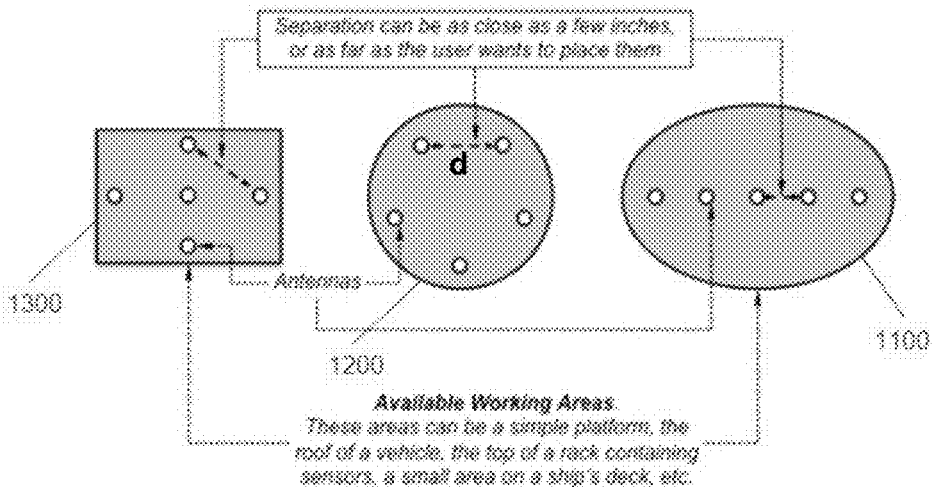 Separation can be as close as a few inches,
or as far as the user wants to place them
d
Antennas
1300
1200
1100
Available Working Areas.
These areas can be a simple platform, the
roof of a vehicle, the top of a rack containing
sensors, a small area on a ship's deck, etc.